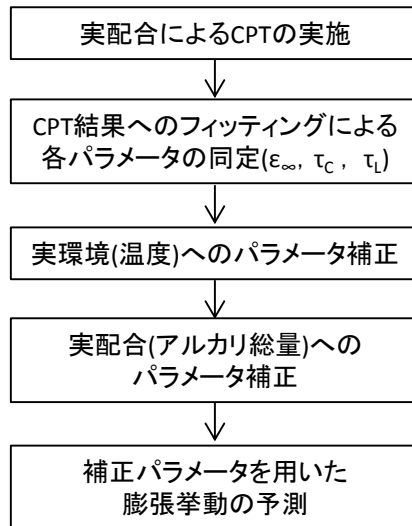 実配合によるCPTの実施
CPT結果へのフィッティングによる
各パラメータの同定(ε∞, τC , τL)
実環境(温度)へのパラメータ補正
実配合(アルカリ総量)への
パラメータ補正
補正パラメータを用いた
膨張挙動の予測